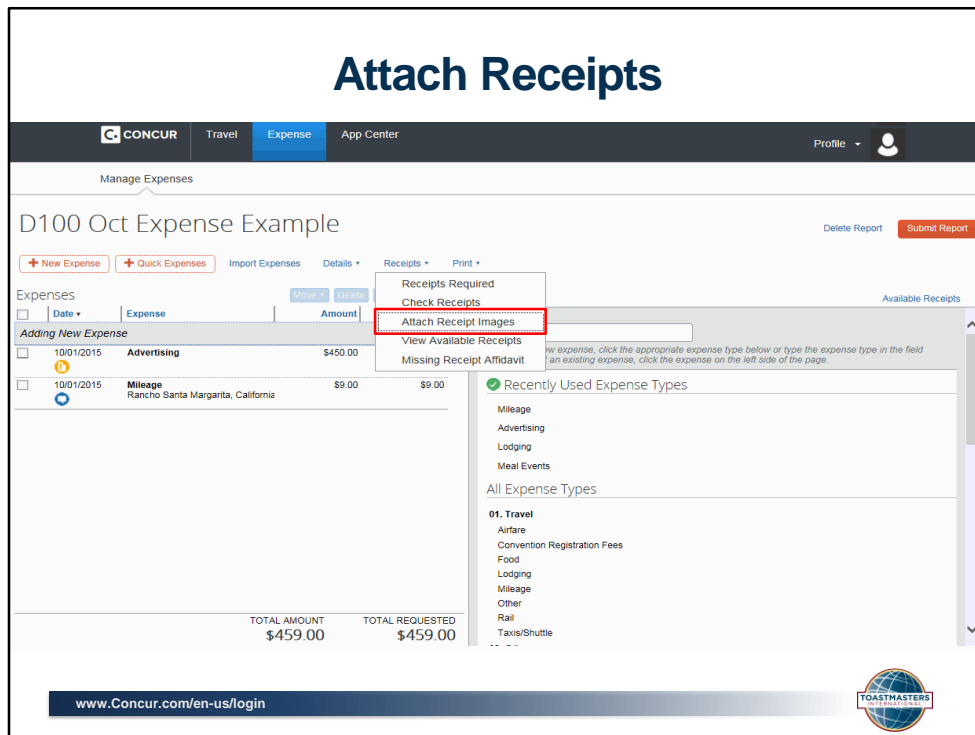 Attach Receipts
C. CONCUR Travel Expense App Center
Profile
Manage Expenses
D100 Oct Expense Example
Delete Report Submit Report
+ New Expense + Quick Expenses Import Expenses Details Receipts Print
Receipts Required
Check Receipts
Attach Receipt Images
View Available Receipts
Missing Receipt Affidavit
Expenses Move Delete Available Receipts
Date Expense Amount
Adding New Expense
10/01/2015 Advertising $450.00
10/01/2015 Mileage $9.00 $9.00
Rancho Santa Margarita, California
expense, click the appropriate expense type below or type the expense type in the field
an existing expense, click the expense on the left side of the page.
Recently Used Expense Types
Mileage
Advertising
Lodging
Meal Events
All Expense Types
01. Travel
Airfare
Convention Registration Fees
Food
Lodging
Mileage
Other
Rail
Taxis/Shuttle
TOTAL AMOUNT TOTAL REQUESTED
$459.00 $459.00
www.Concur.com/en-us/login
TOASTMASTERS
INTERNATIONAL